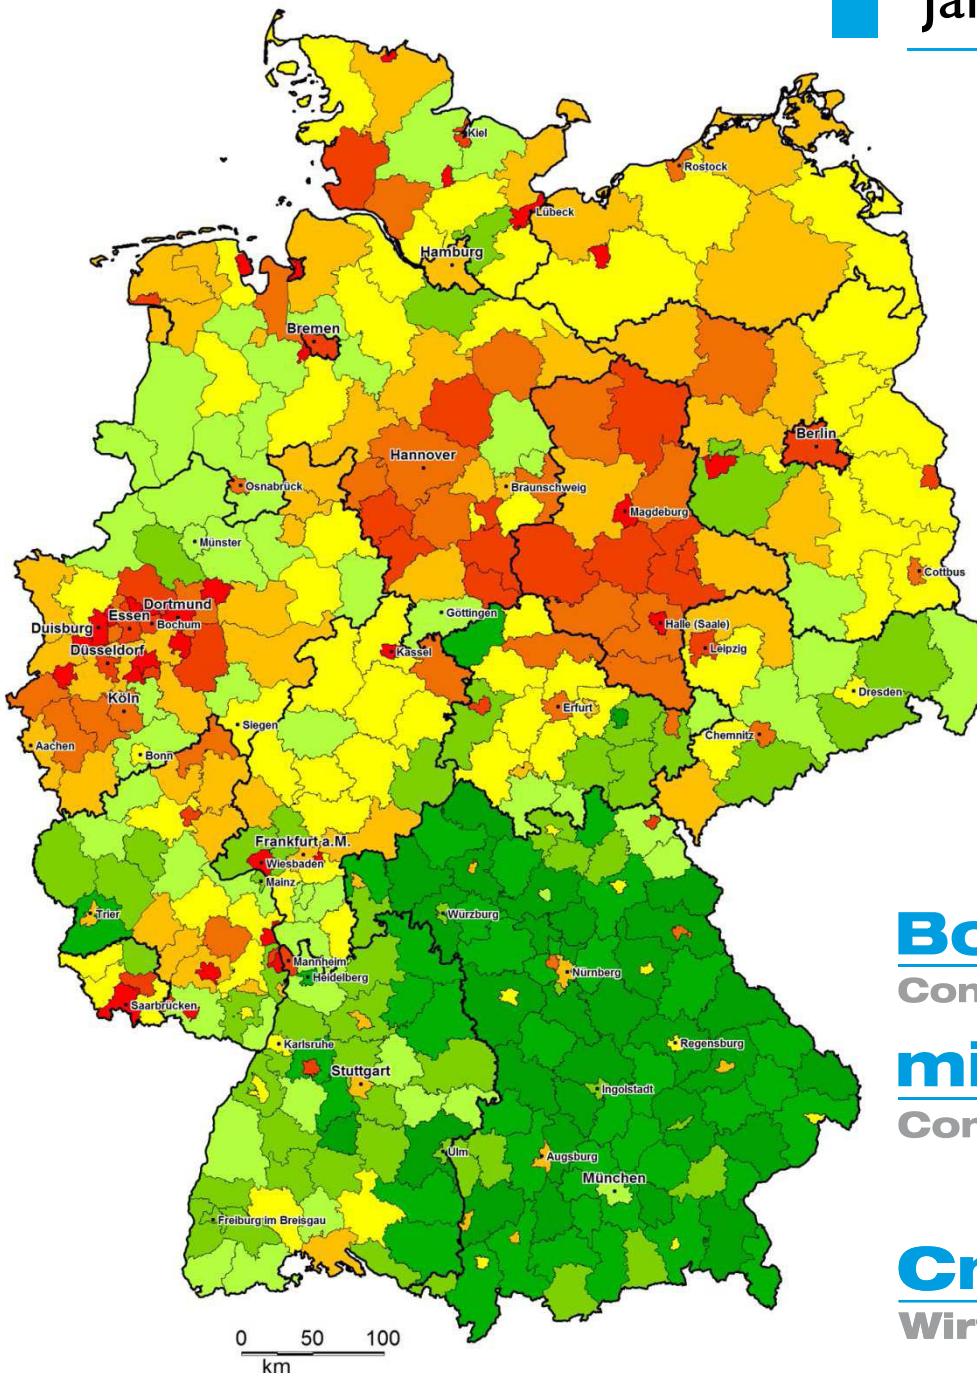 Kiel
Rostock
Lübeck
Hamburg
Bremen
Berlin
Hannover
Osnabrück
Braunschweig
Magdeburg
Münster
Cottbus
Dortmund
Essen
Göttingen
Duisburg
Bochum
Halle (Saale)
Düsseldorf
Kassel
Leipzig
Köln
Dresden
Erfurt
Siegen
Chemnitz
Aachen
Bonn
Frankfurt a.M.
Wiesbaden
Mainz
Trier
Würzburg
Mannheim
Nürnberg
Heidelberg
Saarbrücken
Karlsruhe
Regensburg
Stuttgart
Ingolstadt
Ulm
Augsburg
München
Freiburg im Breisgau
0 50 100
km